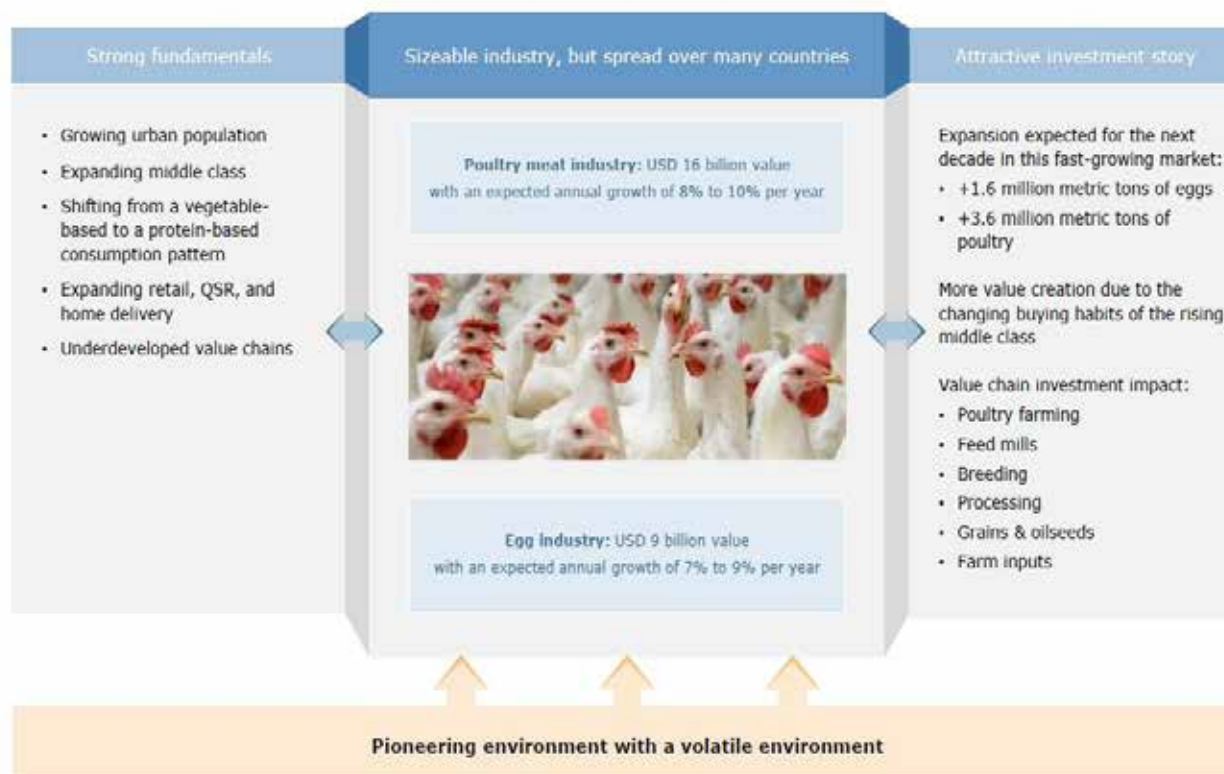 Strong fundamentals
• Growing urban population
• Expanding middle class
• Shifting from a vegetable-
based to a protein-based
consumption pattern
• Expanding retail, QSR, and
home delivery
• Underdeveloped value chains
Sizeable industry, but spread over many countries
Poultry meat industry: USD 16 billion value
with an expected annual growth of 8% to 10% per year
Egg industry: USD 9 billion value
with an expected annual growth of 7% to 9% per year
Attractive investment story
Expansion expected for the next
decade in this fast-growing market:
• +1.6 million metric tons of eggs
• +3.6 million metric tons of
poultry
More value creation due to the
changing buying habits of the rising
middle class
Value chain investment impact:
• Poultry farming
• Feed mills
• Breeding
• Processing
• Grains & oilseeds
• Farm inputs
Pioneering environment with a volatile environment